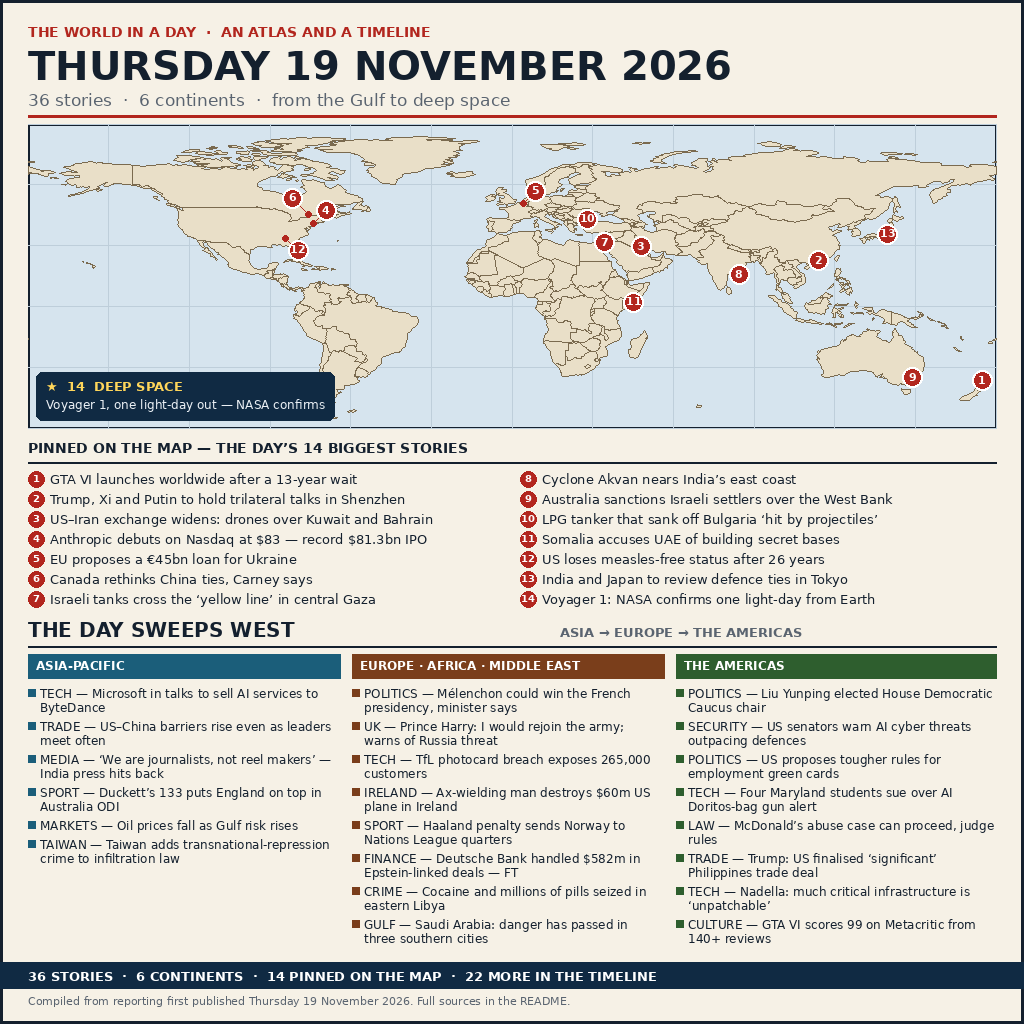 THE WORLD IN A DAY · AN ATLAS AND A TIMELINE
THURSDAY 19 NOVEMBER 2026
36 stories · 6 continents · from the Gulf to deep space
6
4
5
10
7
3
13
2
8
12
11
9
1
★ 14 DEEP SPACE
Voyager 1, one light-day out — NASA confirms
PINNED ON THE MAP — THE DAY’S 14 BIGGEST STORIES
1 GTA VI launches worldwide after a 13-year wait
2 Trump, Xi and Putin to hold trilateral talks in Shenzhen
3 US–Iran exchange widens: drones over Kuwait and Bahrain
4 Anthropic debuts on Nasdaq at $83 — record $81.3bn IPO
5 EU proposes a €45bn loan for Ukraine
6 Canada rethinks China ties, Carney says
7 Israeli tanks cross the ‘yellow line’ in central Gaza
8 Cyclone Akvan nears India’s east coast
9 Australia sanctions Israeli settlers over the West Bank
10 LPG tanker that sank off Bulgaria ‘hit by projectiles’
11 Somalia accuses UAE of building secret bases
12 US loses measles-free status after 26 years
13 India and Japan to review defence ties in Tokyo
14 Voyager 1: NASA confirms one light-day from Earth
THE DAY SWEEPS WEST
ASIA → EUROPE → THE AMERICAS
ASIA-PACIFIC
TECH — Microsoft in talks to sell AI services to
ByteDance
TRADE — US–China barriers rise even as leaders
meet often
MEDIA — ‘We are journalists, not reel makers’ —
India press hits back
SPORT — Duckett’s 133 puts England on top in
Australia ODI
MARKETS — Oil prices fall as Gulf risk rises
TAIWAN — Taiwan adds transnational-repression
crime to infiltration law
EUROPE · AFRICA · MIDDLE EAST
POLITICS — Mélenchon could win the French
presidency, minister says
UK — Prince Harry: I would rejoin the army;
warns of Russia threat
TECH — TfL photocard breach exposes 265,000
customers
IRELAND — Ax-wielding man destroys $60m US
plane in Ireland
SPORT — Haaland penalty sends Norway to
Nations League quarters
FINANCE — Deutsche Bank handled $582m in
Epstein-linked deals — FT
CRIME — Cocaine and millions of pills seized in
eastern Libya
GULF — Saudi Arabia: danger has passed in
three southern cities
THE AMERICAS
POLITICS — Liu Yunping elected House Democratic
Caucus chair
SECURITY — US senators warn AI cyber threats
outpacing defences
POLITICS — US proposes tougher rules for
employment green cards
TECH — Four Maryland students sue over AI
Doritos-bag gun alert
LAW — McDonald’s abuse case can proceed, judge
rules
TRADE — Trump: US finalised ‘significant’
Philippines trade deal
TECH — Nadella: much critical infrastructure is
‘unpatchable’
CULTURE — GTA VI scores 99 on Metacritic from
140+ reviews
36 STORIES · 6 CONTINENTS · 14 PINNED ON THE MAP · 22 MORE IN THE TIMELINE
Compiled from reporting first published Thursday 19 November 2026. Full sources in the README.